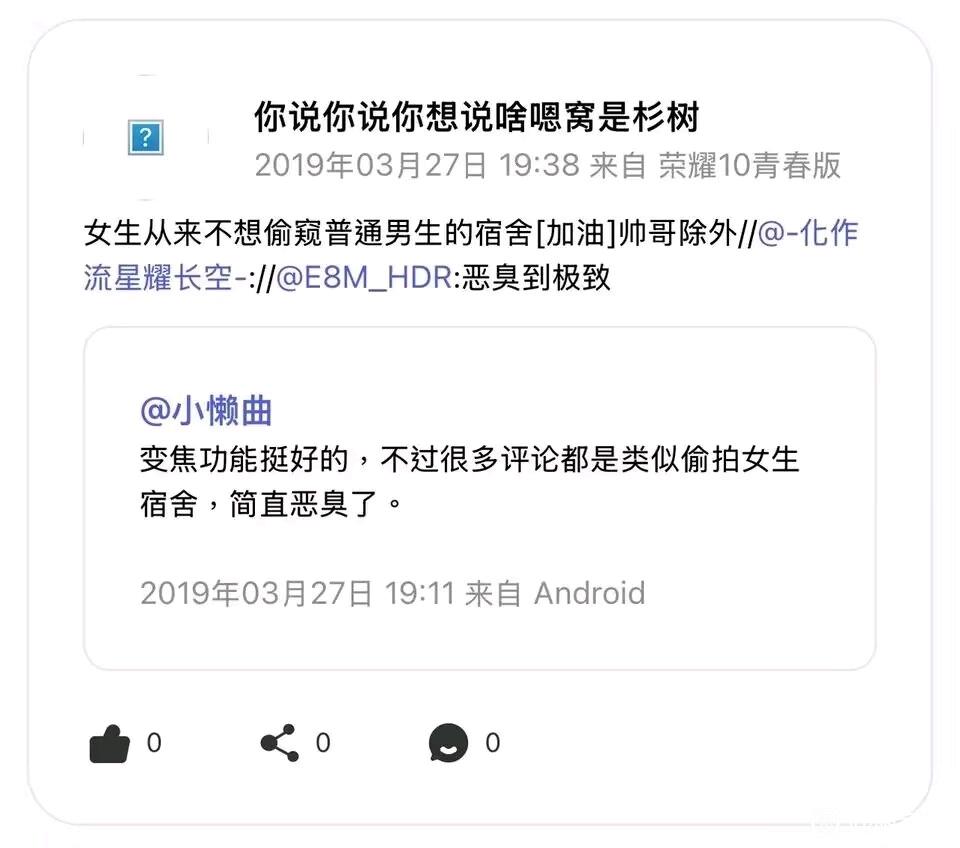 你说你说你想说啥嗯窝是杉树
2019年03月27日 19:38 来自 荣耀10青春版
女生从来不想偷窥普通男生的宿舍[加油]帅哥除外//@-化作
流星耀长空-://@E8M_HDR:恶臭到极致
@小懒曲
变焦功能挺好的，不过很多评论都是类似偷拍女生
宿舍，简直恶臭了。
2019年03月27日 19:11 来自 Android
0 0 0